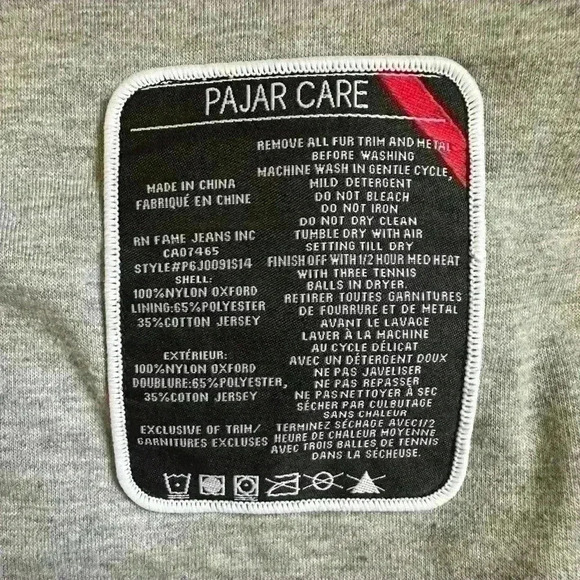 PAJAR CARE
MADE IN CHINA
FABRIQUÉ EN CHINE
RN FAME JEANS INC
CA07465
STYLE#P6J0091S14
SHELL:
100%NYLON OXFORD
LINING:65%POLYESTER
35%COTTON JERSEY
EXTÉRIEUR:
100%NYLON OXFORD
DOUBLURE:65%POLYESTER,
35%COTON JERSEY
EXCLUSIVE OF TRIM/
GARNITURES EXCLUSES
REMOVE ALL FUR TRIM AND METAL
BEFORE WASHING
MACHINE WASH IN GENTLE CYCLE,
MILD DETERGENT
DO NOT BLEACH
DO NOT IRON
DO NOT DRY CLEAN
TUMBLE DRY WITH AIR
SETTING TILL DRY
FINISH OFF WITH 1/2 HOUR MED HEAT
WITH THREE TENNIS
BALLS IN DRYER.
RETIRER TOUTES GARNITURES
DE FOURRURE ET DE METAL
AVANT LE LAVAGE
LAVER À LA MACHINE
AU CYCLE DÉLICAT
AVEC UN DÉTERGENT DOUX
NE PAS JAVELISER
NE PAS REPASSER
NE PAS NETTOYER À SEC
SÉCHER PAR CULBUTAGE
SANS CHALEUR
TERMINEZ SÉCHAGE AVEC1/2
HEURE DE CHALEUR MOYENNE
AVEC TROIS BALLES DE TENNIS
DANS LA SÉCHEUSE.